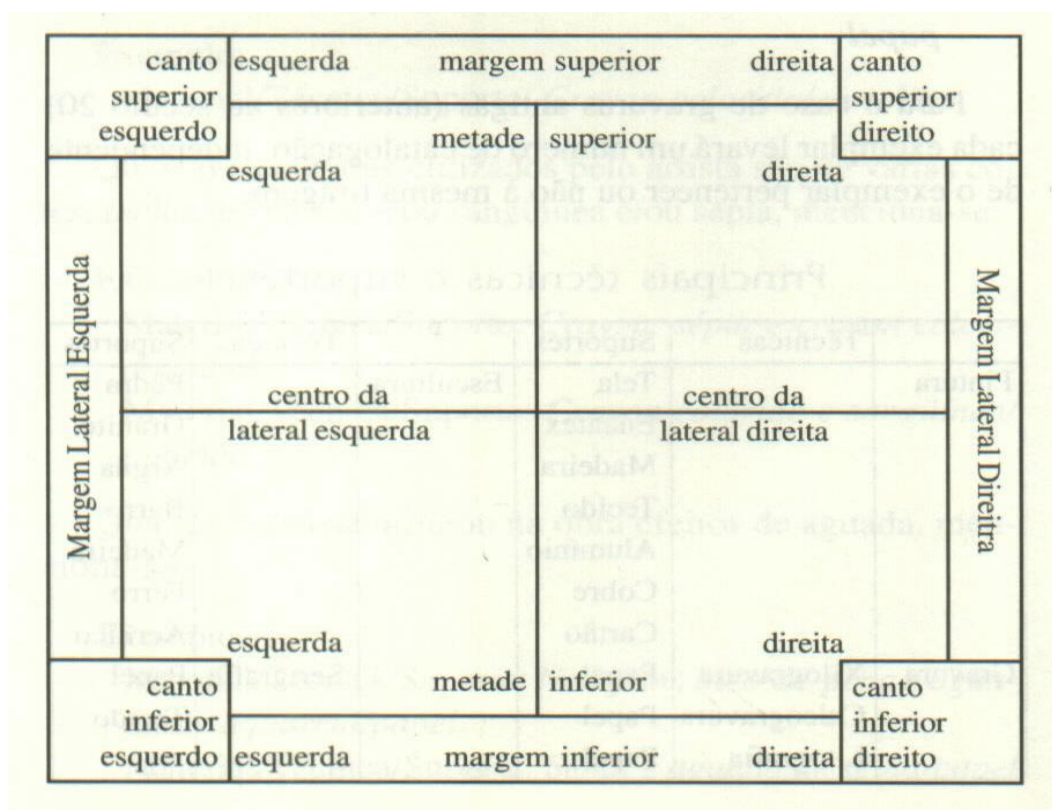 canto superior esquerdo
esquerda margem superior direita
canto superior direito
metade superior
esquerda direita
Margem Lateral Esquerda
centro da lateral esquerda
centro da lateral direita
Margem Lateral Direitra
esquerda direita
metade inferior
canto inferior esquerdo
esquerda margem inferior direita
canto inferior direito